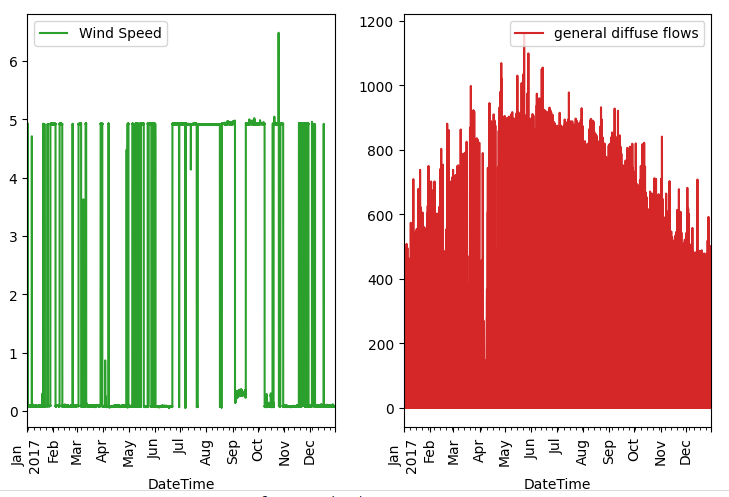 Wind Speed
6
5
4
3
2
1
0
Jan
2017
Feb
Mar
Apr
May
Jun
Jul
Aug
Sep
Oct
Nov
Dec
DateTime
general diffuse flows
1200
1000
800
600
400
200
0
Jan
2017
Feb
Mar
Apr
May
Jun
Jul
Aug
Sep
Oct
Nov
Dec
DateTime